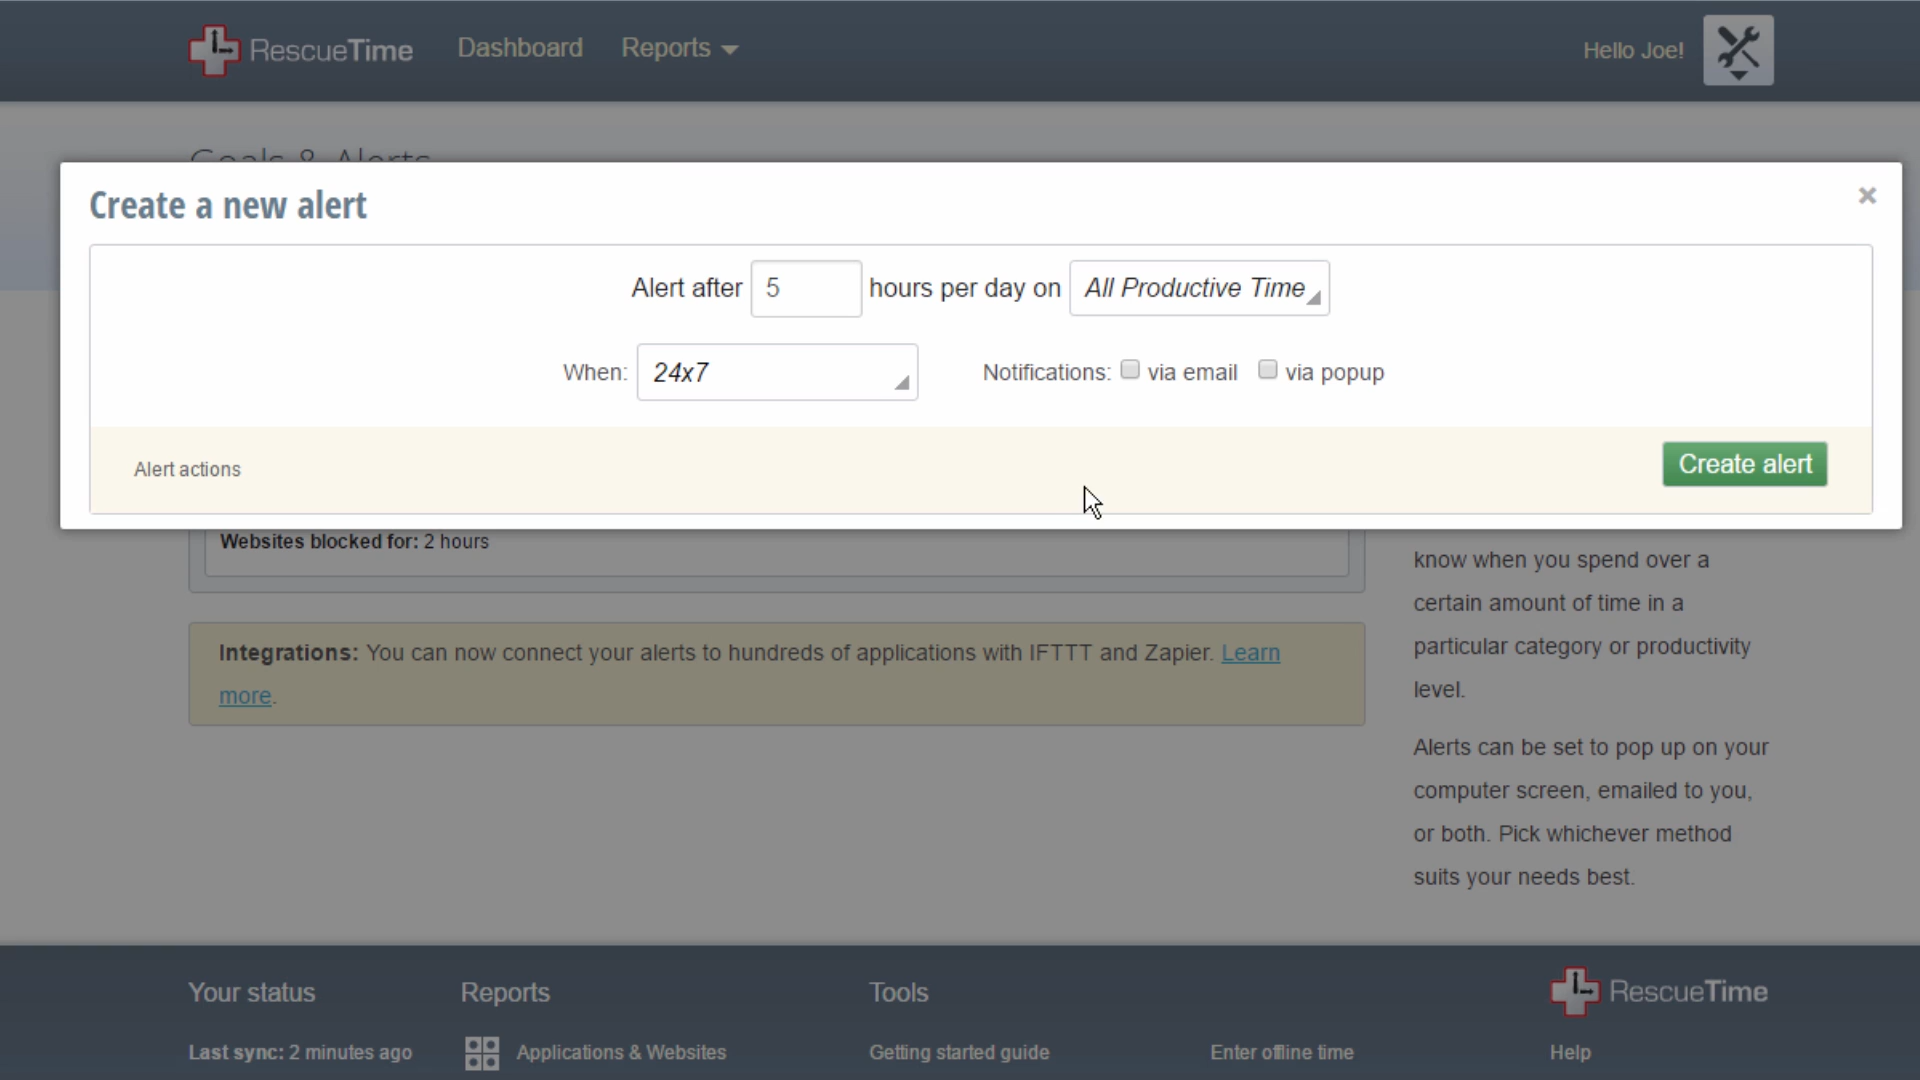 RescueTime Dashboard Reports Hello Joe!
Goals & Alerts
Create a new alert ×
Alert after 5 hours per day on All Productive Time
When: 24x7 Notifications: via email via popup
Alert actions Create alert
Websites blocked for: 2 hours
know when you spend over a
certain amount of time in a
particular category or productivity
level.
Integrations: You can now connect your alerts to hundreds of applications with IFTTT and Zapier. Learn
more.
Alerts can be set to pop up on your
computer screen, emailed to you,
or both. Pick whichever method
suits your needs best.
Your status Reports Tools RescueTime
Last sync: 2 minutes ago Applications & Websites Getting started guide Enter offline time Help